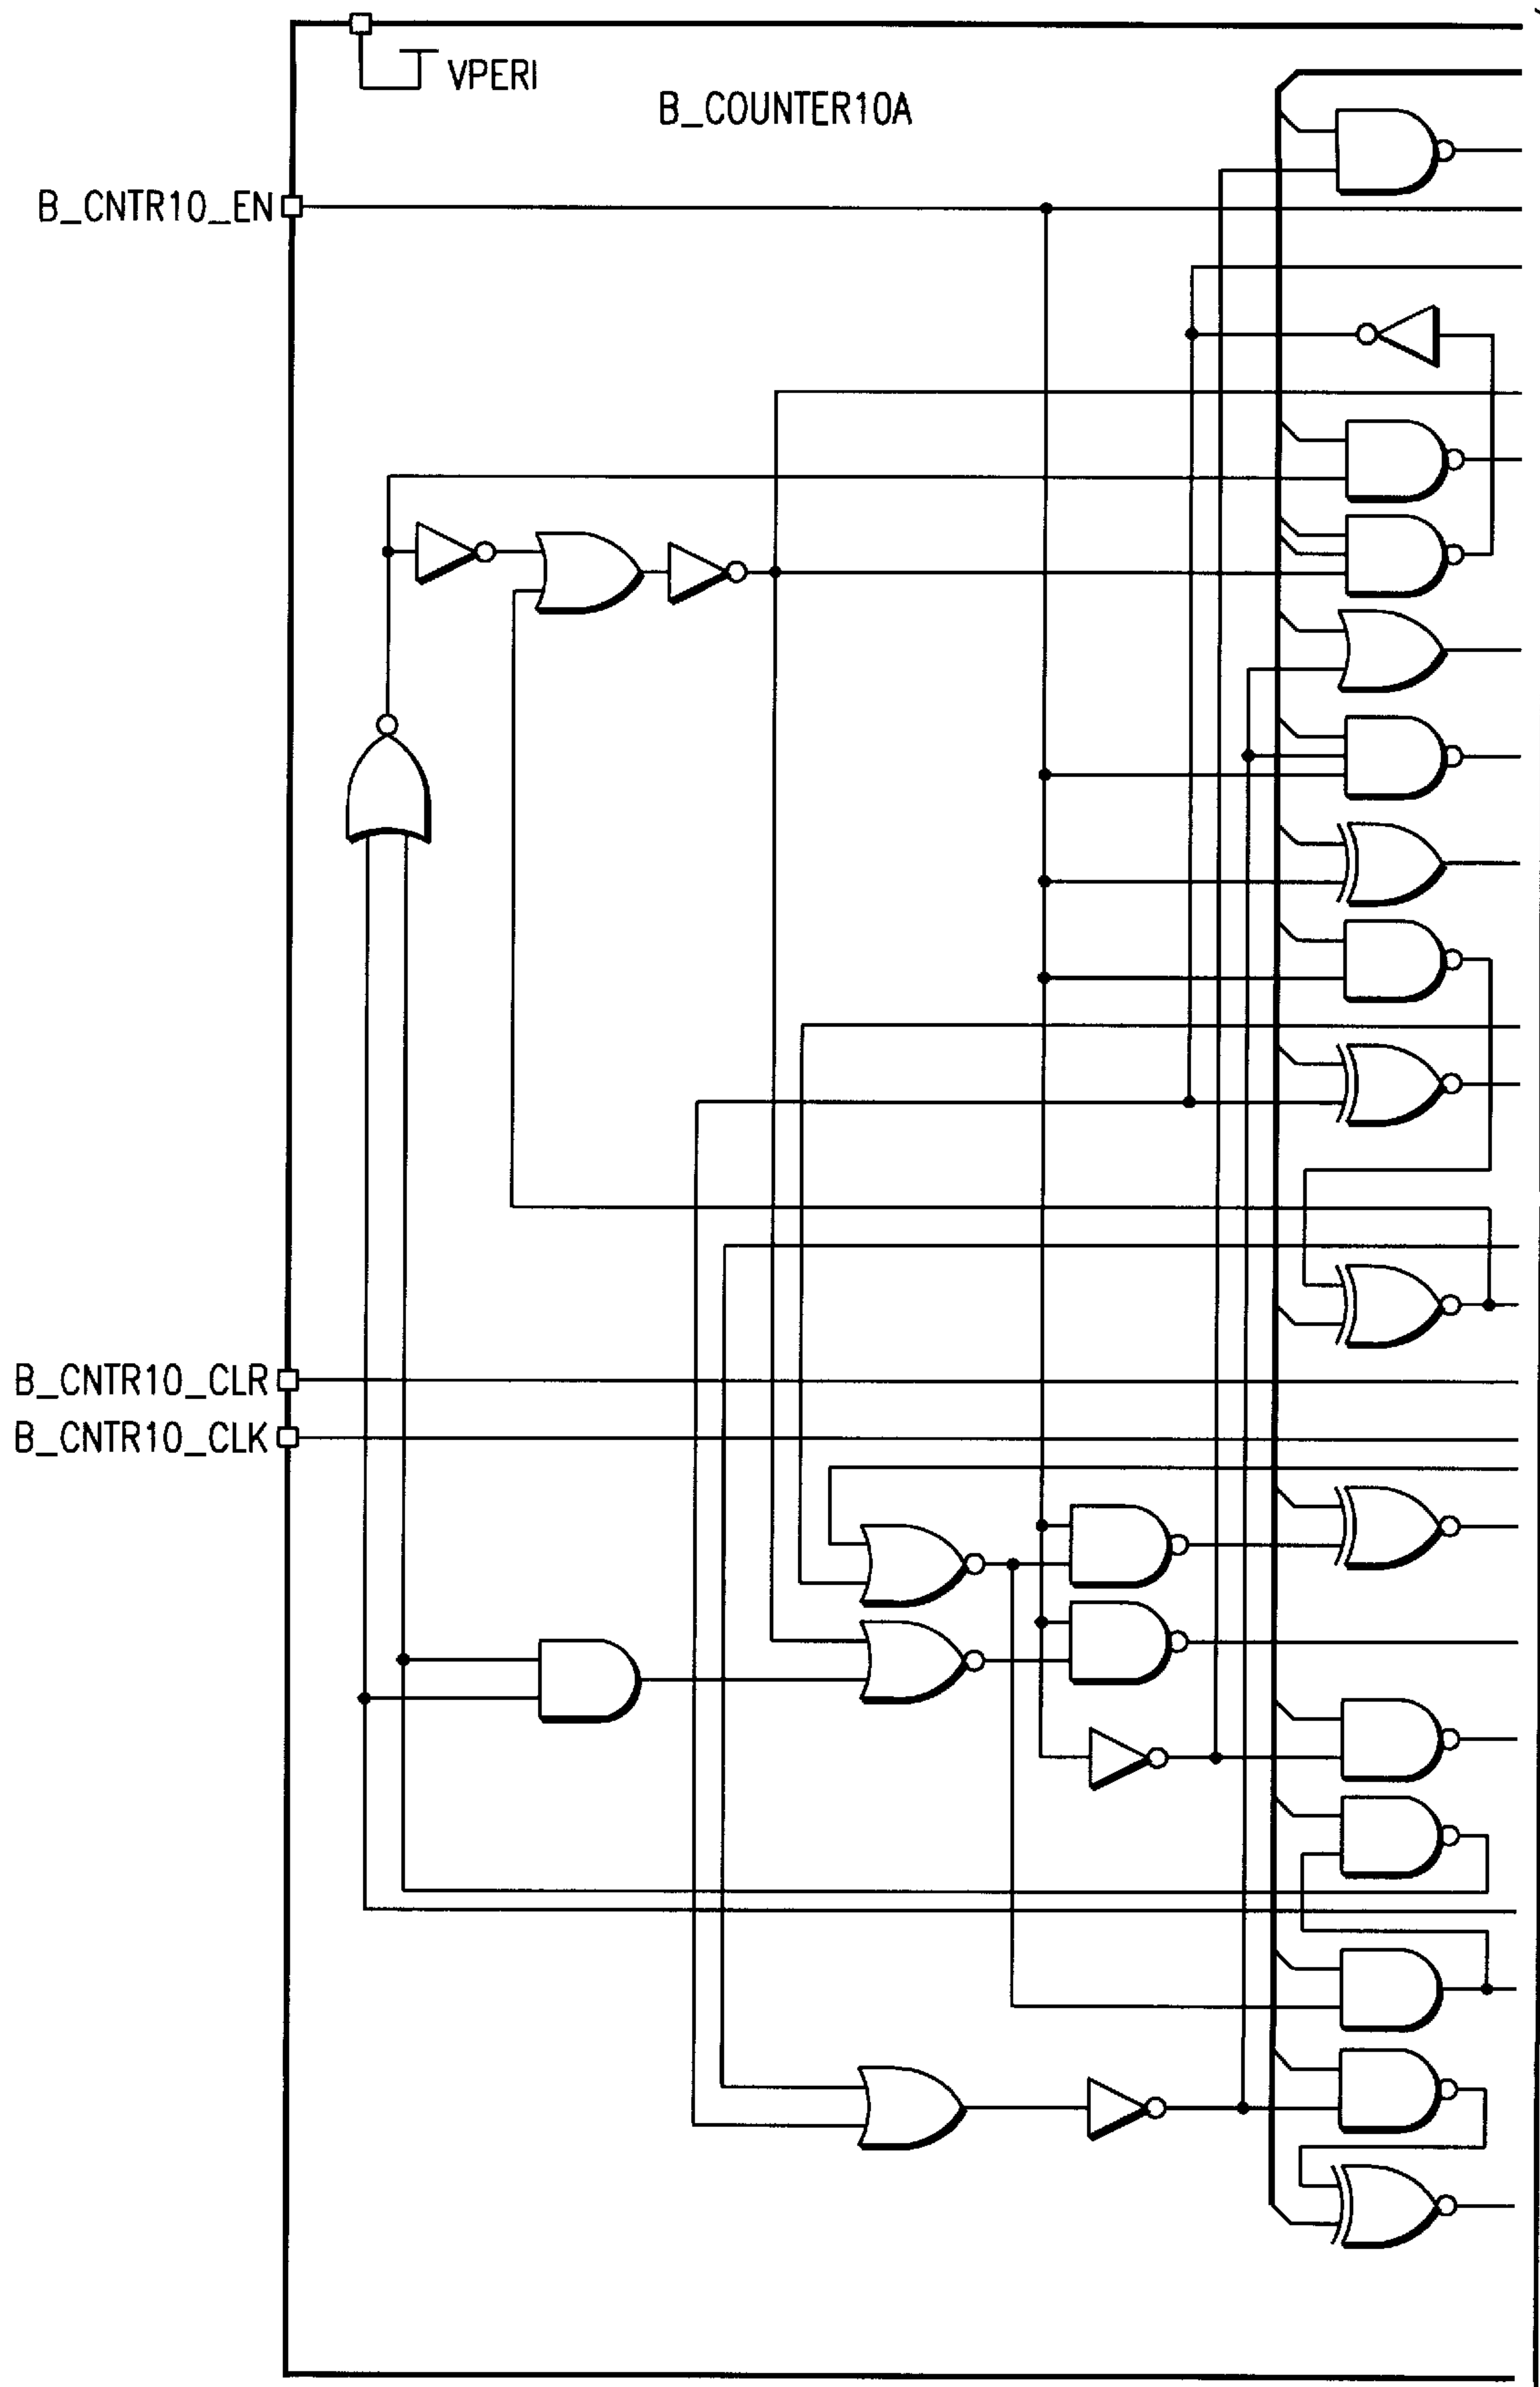 VPERI
B_COUNTER10A
B_CNTR10_EN
B_CNTR10_CLR
B_CNTR10_CLK